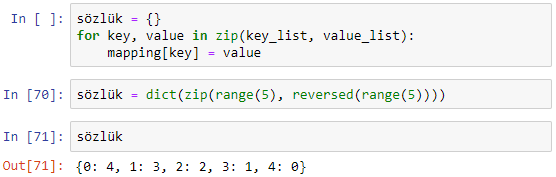 In [ ]: sözlük = {}
for key, value in zip(key_list, value_list):
    mapping[key] = value
In [70]: sözlük = dict(zip(range(5), reversed(range(5))))
In [71]: sözlük
Out[71]: {0: 4, 1: 3, 2: 2, 3: 1, 4: 0}